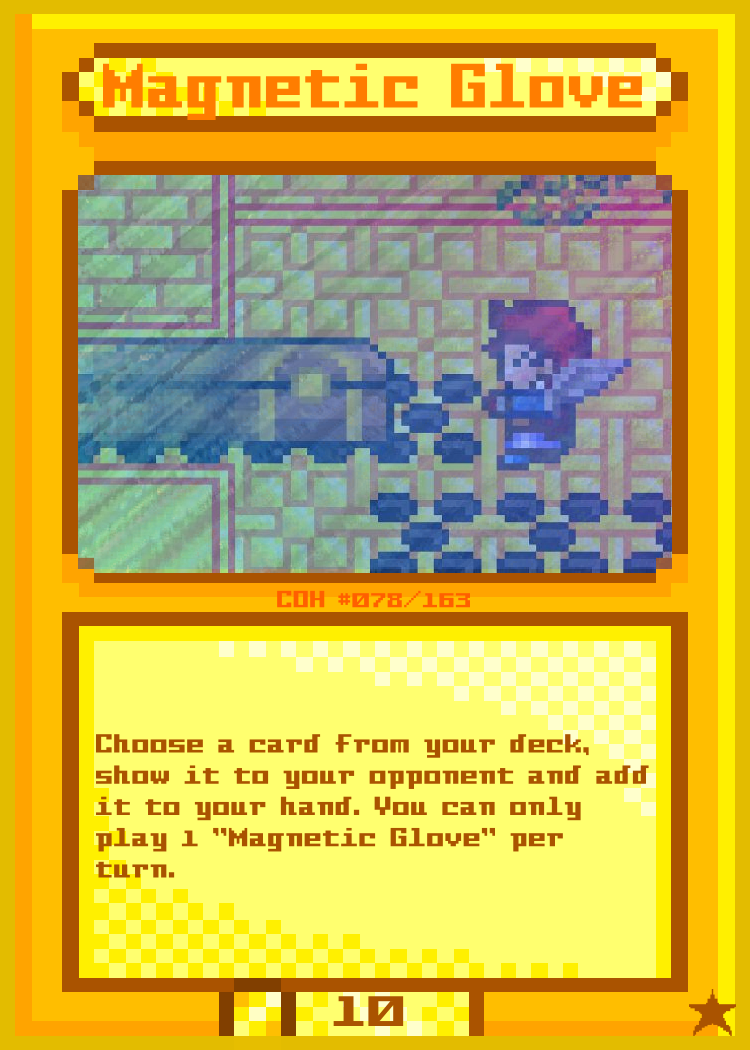 Magnetic Glove
COH #078/163
Choose a card from your deck,
show it to your opponent and add
it to your hand. You can only
play 1 "Magnetic Glove" per
turn.
10